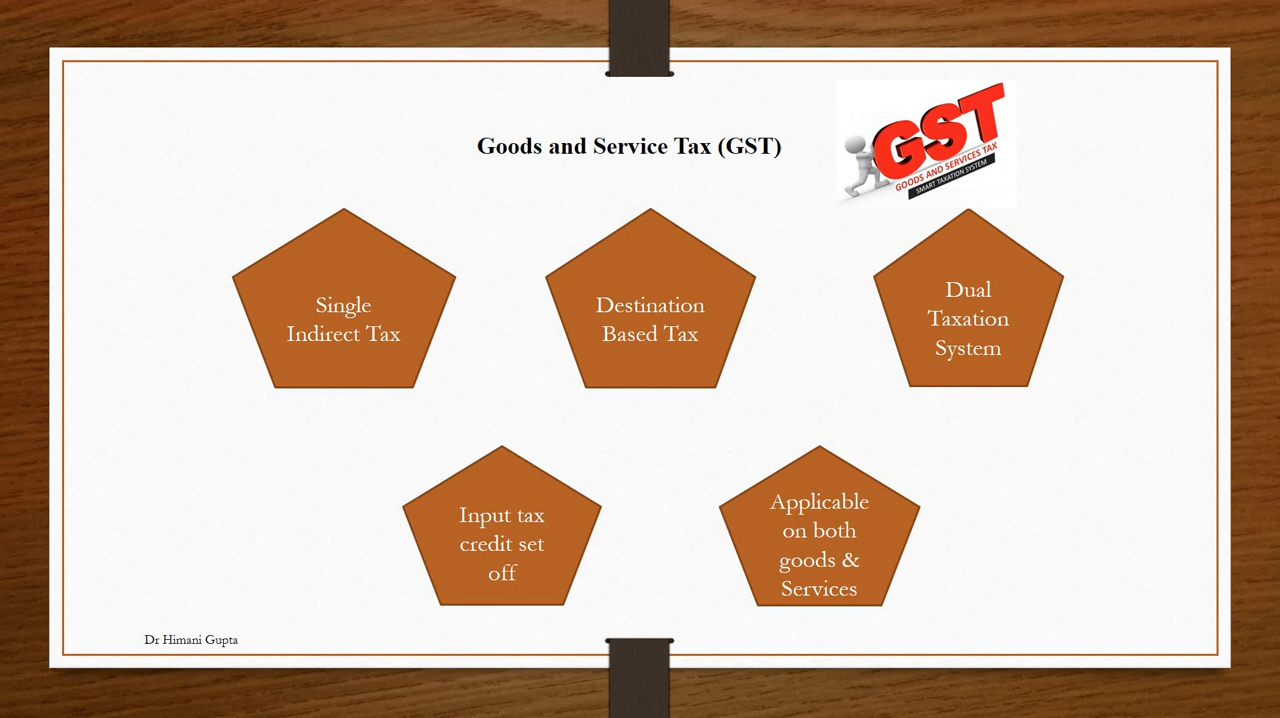 Goods and Service Tax (GST)
GST
GOODS AND SERVICES TAX
SMART TAXATION SYSTEM
Single
Indirect Tax
Destination
Based Tax
Dual
Taxation
System
Input tax
credit set
off
Applicable
on both
goods &
Services
Dr Himani Gupta